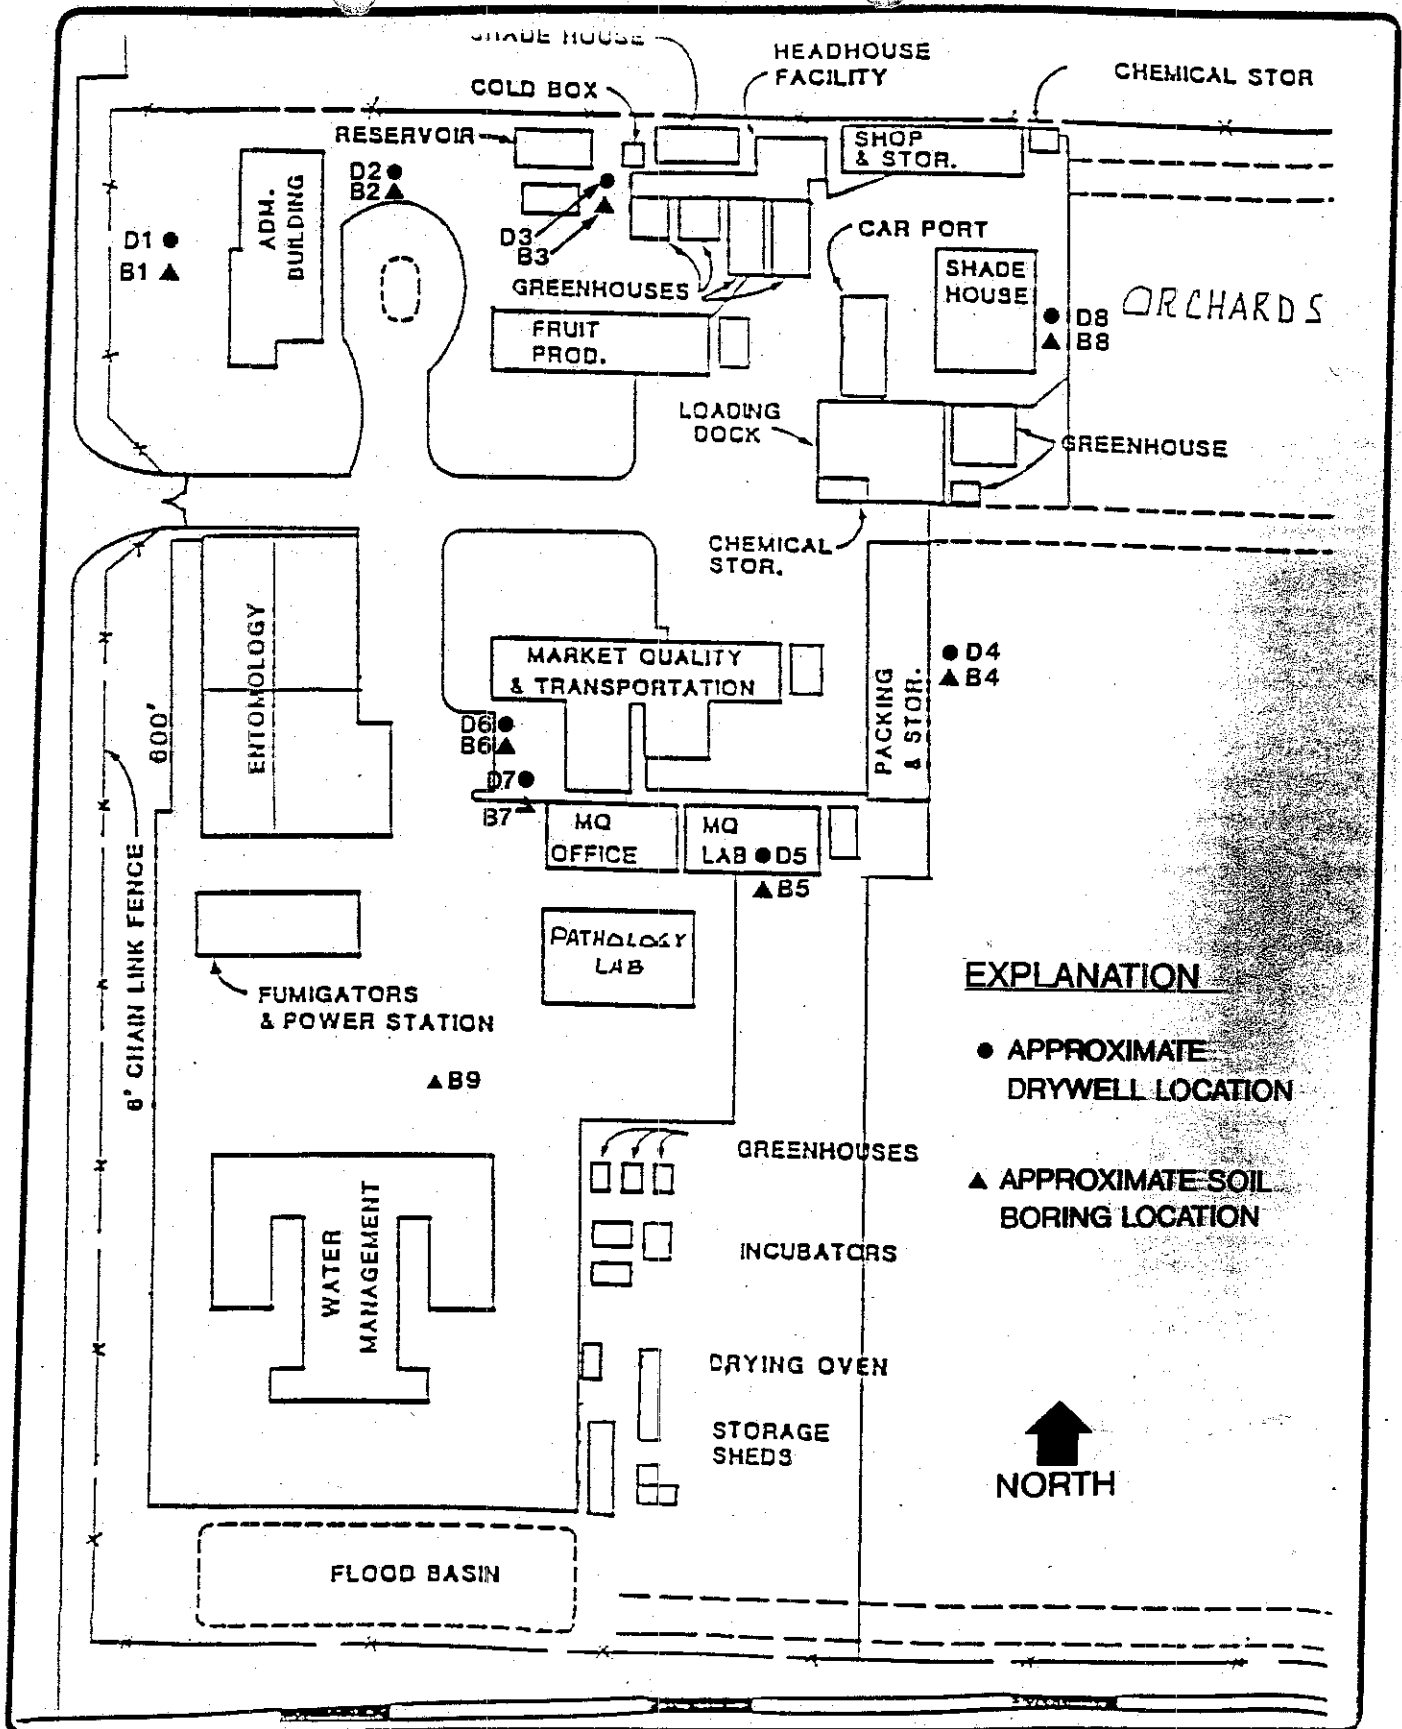 SHADE HOUSE
HEADHOUSE
FACILITY
CHEMICAL STOR
COLD BOX
RESERVOIR
SHOP
& STOR.
D2
B2
ADM.
BUILDING
D1
B1
D3
B3
CAR PORT
GREENHOUSES
SHADE
HOUSE
ORCHARDS
D8
B8
FRUIT
PROD.
LOADING
DOCK
GREENHOUSE
CHEMICAL
STOR.
ENTOMOLOGY
MARKET QUALITY
& TRANSPORTATION
D4
B4
PACKING
& STOR.
600'
D6
B6
D7
B7
MQ
OFFICE
MQ
LAB
D5
B5
6' CHAIN LINK FENCE
PATHOLOGY
LAB
FUMIGATORS
& POWER STATION
EXPLANATION
APPROXIMATE
DRYWELL LOCATION
B9
APPROXIMATE SOIL
BORING LOCATION
GREENHOUSES
WATER
MANAGEMENT
INCUBATORS
DRYING OVEN
STORAGE
SHEDS
NORTH
FLOOD BASIN